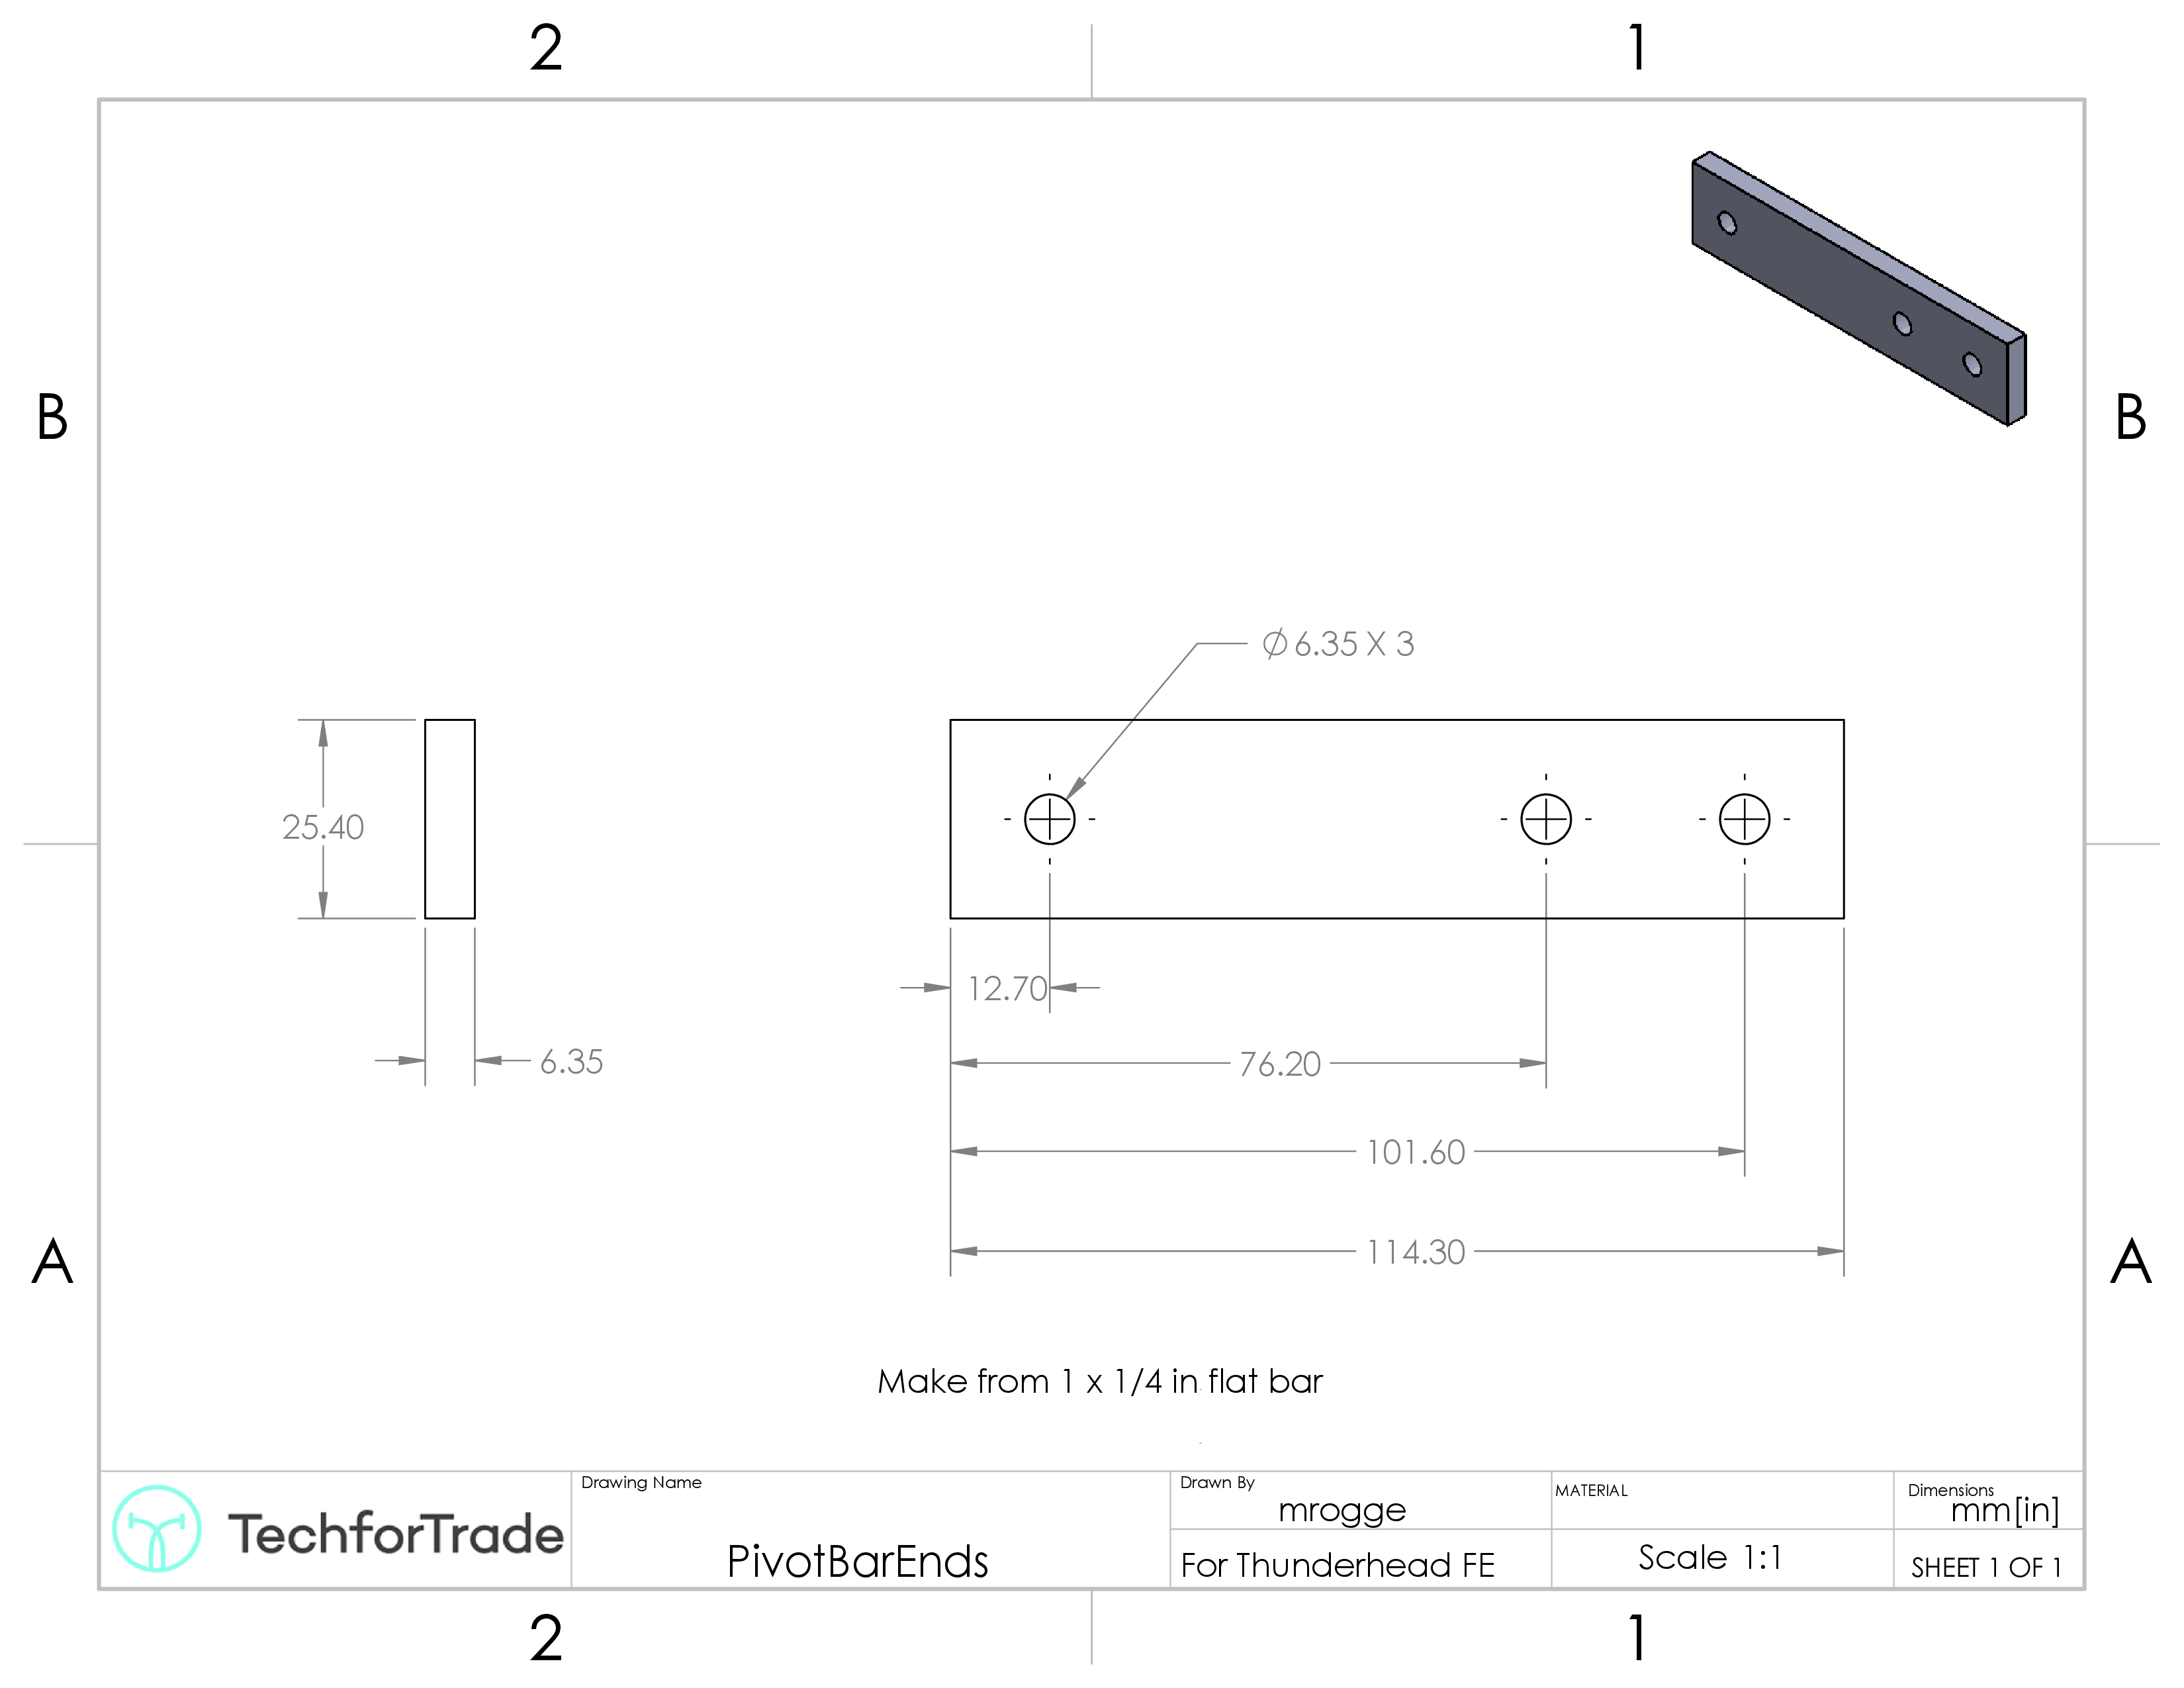 2
1
B
B
⌀6.35 X 3
25.40
12.70
6.35
76.20
101.60
114.30
A
A
Make from 1 x 1/4 in flat bar
TechforTrade
Drawing Name
PivotBarEnds
Drawn By
mrogge
For Thunderhead FE
MATERIAL
Scale 1:1
Dimensions
mm[in]
SHEET 1 OF 1
2
1